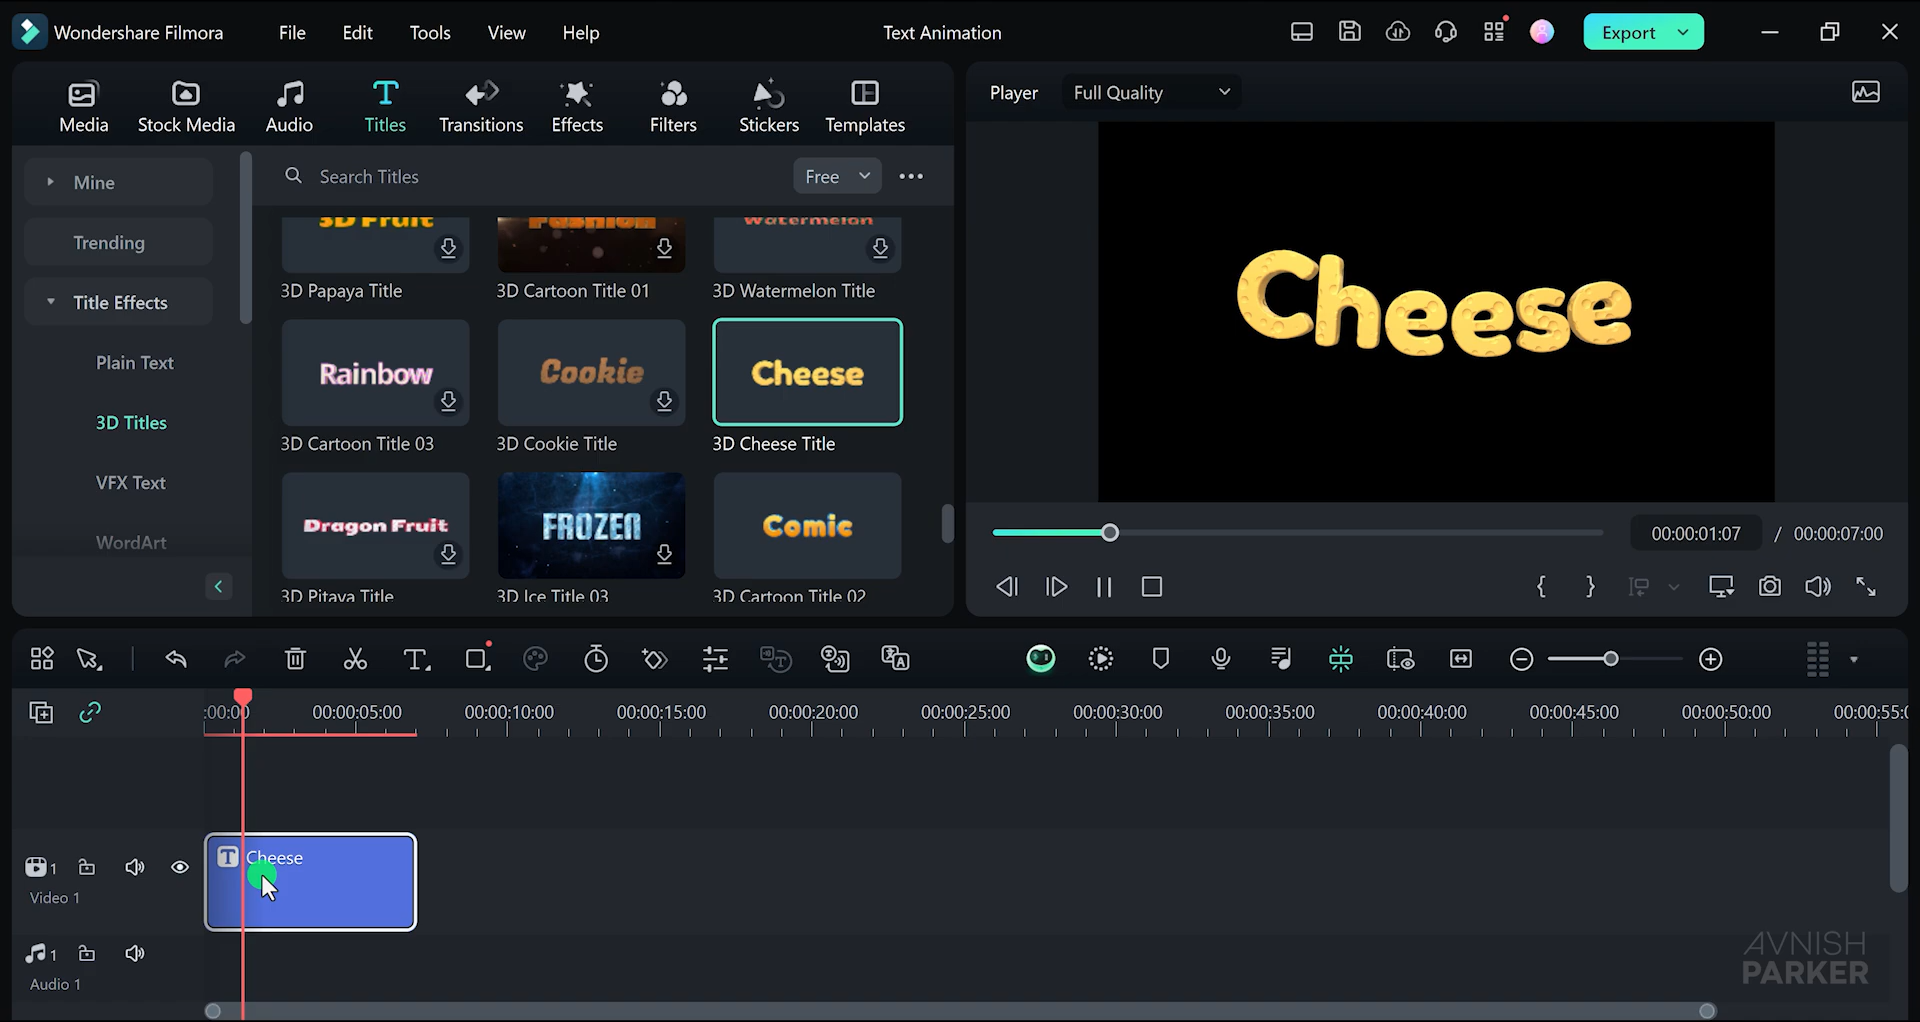 Wondershare Filmora
File
Edit
Tools
View
Help
Text Animation
Export
Media
Stock Media
Audio
Titles
Transitions
Effects
Filters
Stickers
Templates
Player
Full Quality
Mine
Trending
Title Effects
Plain Text
3D Titles
VFX Text
WordArt
Search Titles
Free
3D Fruit
Fashion
Watermelon
3D Papaya Title
3D Cartoon Title 01
3D Watermelon Title
Rainbow
Cookie
Cheese
3D Cartoon Title 03
3D Cookie Title
3D Cheese Title
Dragon Fruit
FROZEN
Comic
3D Pitaya Title
3D Ice Title 03
3D Cartoon Title 02
Cheese
00:00:01:07 / 00:00:07:00
:00:00
00:00:05:00
00:00:10:00
00:00:15:00
00:00:20:00
00:00:25:00
00:00:30:00
00:00:35:00
00:00:40:00
00:00:45:00
00:00:50:00
00:00:55:0
1
Video 1
T Cheese
1
Audio 1
AVNISH
PARKER